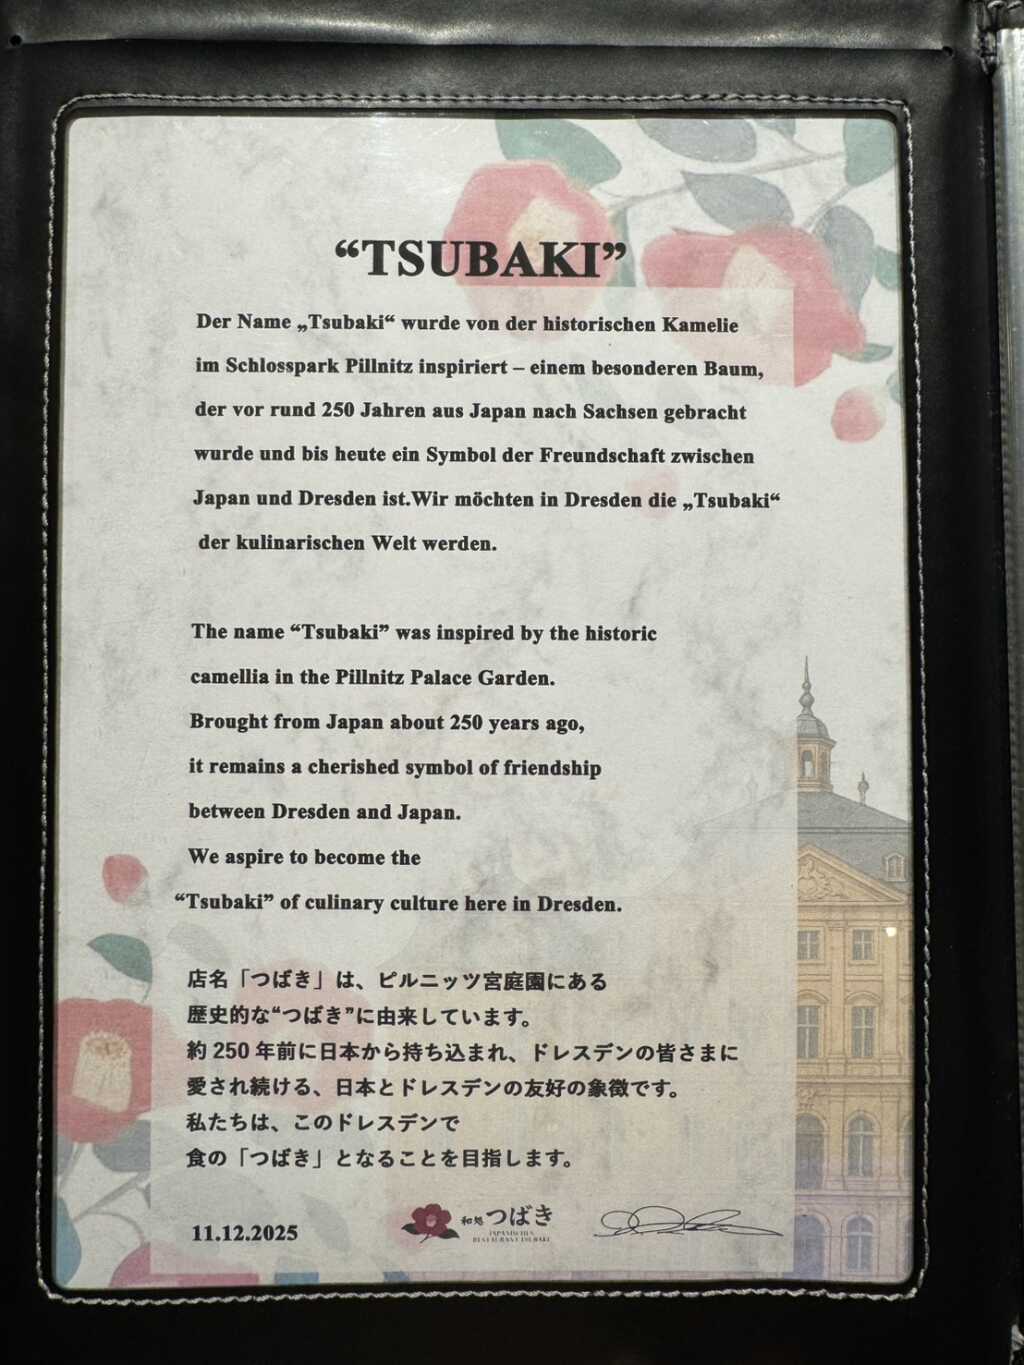 “TSUBAKI”
Der Name „Tsubaki“ wurde von der historischen Kamelie
im Schlosspark Pillnitz inspiriert – einem besonderen Baum,
der vor rund 250 Jahren aus Japan nach Sachsen gebracht
wurde und bis heute ein Symbol der Freundschaft zwischen
Japan und Dresden ist.Wir möchten in Dresden die „Tsubaki“
der kulinarischen Welt werden.
The name “Tsubaki” was inspired by the historic
camellia in the Pillnitz Palace Garden.
Brought from Japan about 250 years ago,
it remains a cherished symbol of friendship
between Dresden and Japan.
We aspire to become the
“Tsubaki” of culinary culture here in Dresden.
店名「つばき」は、ピルニッツ宮庭園にある
歴史的な“つばき”に由来しています。
約 250 年前に日本から持ち込まれ、ドレスデンの皆さまに
愛され続ける、日本とドレスデンの友好の象徴です。
私たちは、このドレスデンで
食の「つばき」となることを目指します。
11.12.2025
和処 つばき
JAPANISCHES
RESTAURANT TSUBAKI